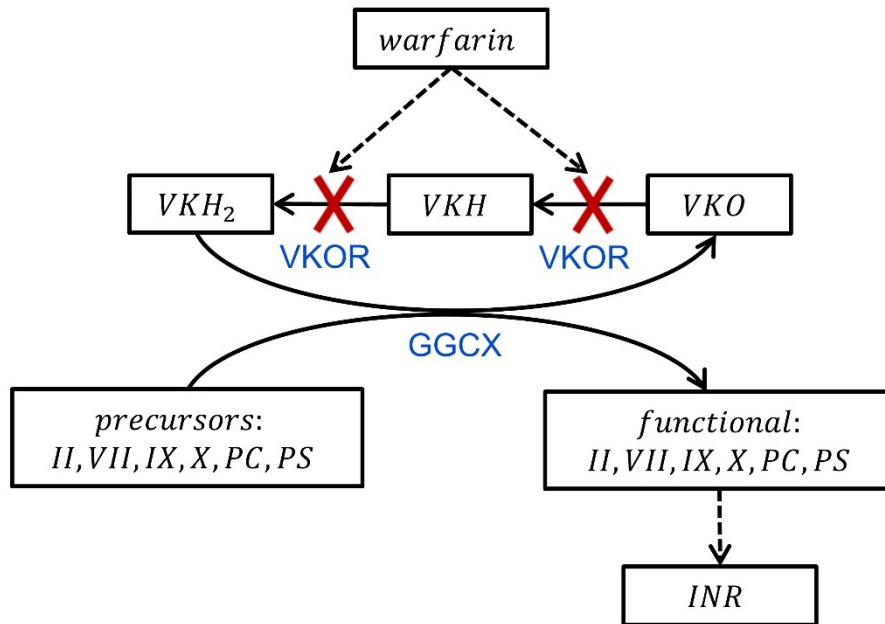 warfarin
VKH₂
VKH
VKO
VKOR
VKOR
GGCX
precursors:
II, VII, IX, X, PC, PS
functional:
II, VII, IX, X, PC, PS
INR